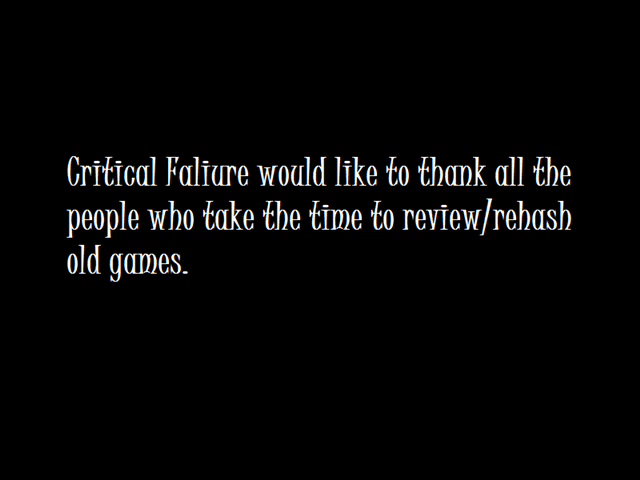 Critical Faliure would like to thank all the
people who take the time to review/rehash
old games.